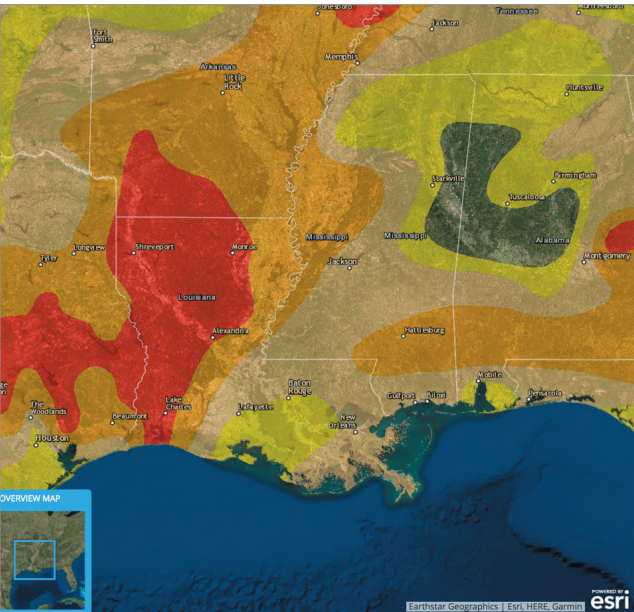 Jonesboro
Jackson
Tennessee
Fort
Smith
Memphis
Arkansas
Little
Rock
Huntsville
Starkville
Birmingham
Tuscaloosa
Mississippi
Mississippi
Alabama
Longview
Shreveport
Monroe
Tyler
Jackson
Montgomery
Louisiana
Alexandria
Hattiesburg
Mobile
Baton
Rouge
Gulfport
Biloxi
Pensacola
The
Woodlands
Lake
Charles
Beaumont
Lafayette
New
Orleans
Houston
OVERVIEW MAP
Earthstar Geographics | Esri, HERE, Garmin
POWERED BY
esri